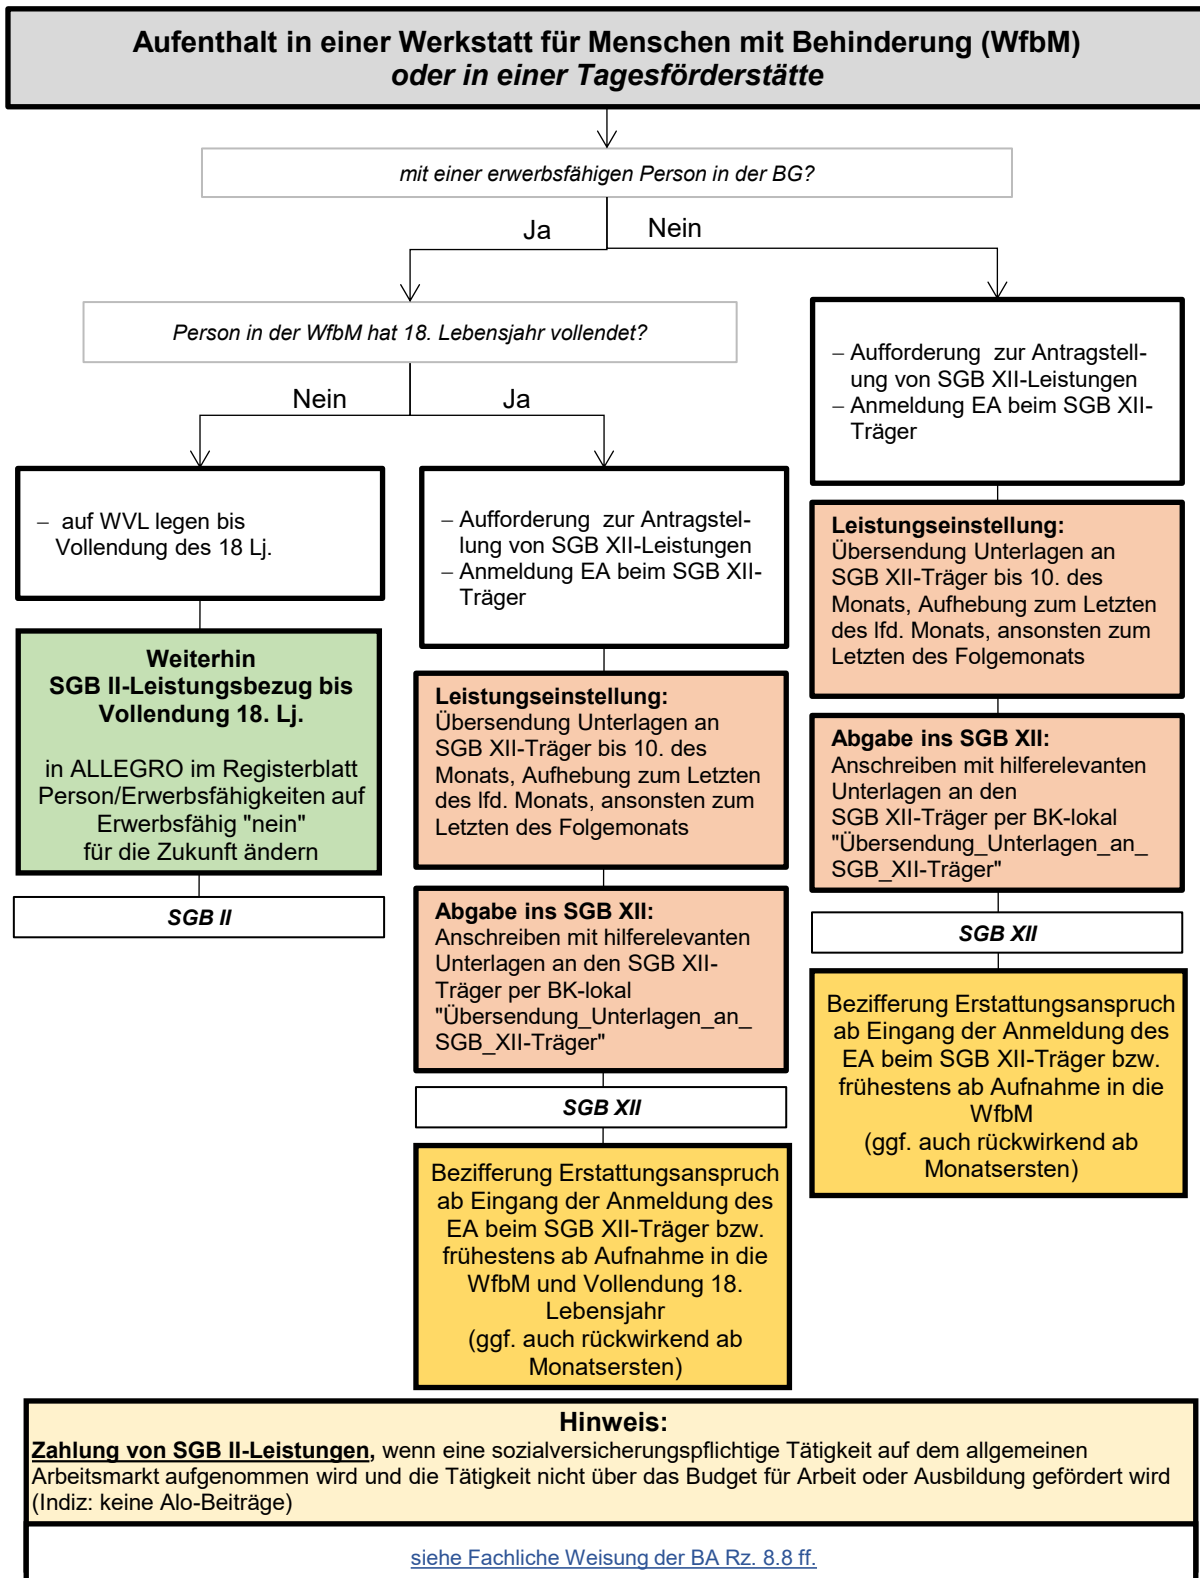 Aufenthalt in einer Werkstatt für Menschen mit Behinderung (WfbM)
oder in einer Tagesförderstätte
mit einer erwerbsfähigen Person in der BG?
Ja
Nein
Person in der WfbM hat 18. Lebensjahr vollendet?
Nein
Ja
– auf WVL legen bis
Vollendung des 18 Lj.
Weiterhin
SGB II-Leistungsbezug bis
Vollendung 18. Lj.
in ALLEGRO im Registerblatt
Person/Erwerbsfähigkeiten auf
Erwerbsfähig "nein"
für die Zukunft ändern
SGB II
– Aufforderung zur Antragstel-
lung von SGB XII-Leistungen
– Anmeldung EA beim SGB XII-
Träger
Leistungseinstellung:
Übersendung Unterlagen an
SGB XII-Träger bis 10. des
Monats, Aufhebung zum Letzten
des lfd. Monats, ansonsten zum
Letzten des Folgemonats
Abgabe ins SGB XII:
Anschreiben mit hilferelevanten
Unterlagen an den SGB XII-
Träger per BK-lokal
"Übersendung_Unterlagen_an_
SGB_XII-Träger"
SGB XII
Bezifferung Erstattungsanspruch
ab Eingang der Anmeldung des
EA beim SGB XII-Träger bzw.
frühestens ab Aufnahme in die
WfbM und Vollendung 18.
Lebensjahr
(ggf. auch rückwirkend ab
Monatsersten)
– Aufforderung zur Antragstell-
ung von SGB XII-Leistungen
– Anmeldung EA beim SGB XII-
Träger
Leistungseinstellung:
Übersendung Unterlagen an
SGB XII-Träger bis 10. des
Monats, Aufhebung zum Letzten
des lfd. Monats, ansonsten zum
Letzten des Folgemonats
Abgabe ins SGB XII:
Anschreiben mit hilferelevanten
Unterlagen an den
SGB XII-Träger per BK-lokal
"Übersendung_Unterlagen_an_
SGB_XII-Träger"
SGB XII
Bezifferung Erstattungsanspruch
ab Eingang der Anmeldung des
EA beim SGB XII-Träger bzw.
frühestens ab Aufnahme in die
WfbM
(ggf. auch rückwirkend ab
Monatsersten)
Hinweis:
Zahlung von SGB II-Leistungen, wenn eine sozialversicherungspflichtige Tätigkeit auf dem allgemeinen
Arbeitsmarkt aufgenommen wird und die Tätigkeit nicht über das Budget für Arbeit oder Ausbildung gefördert wird
(Indiz: keine Alo-Beiträge)
siehe Fachliche Weisung der BA Rz. 8.8 ff.